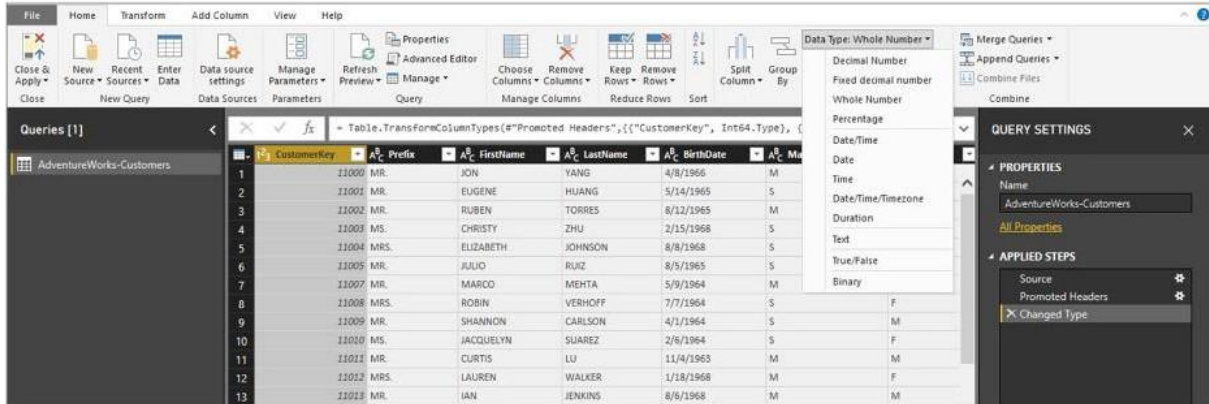 File Home Transform Add Column View Help
Close & Apply
New Source
Recent Sources
Enter Data
Data source settings
Manage Parameters
Refresh Preview
Properties
Advanced Editor
Manage
Choose Columns
Remove Columns
Keep Rows
Remove Rows
Split Column
Group By
Data Type: Whole Number
Merge Queries
Append Queries
Combine Files
Close New Query Data Sources Parameters Query Manage Columns Reduce Rows Sort Combine
Decimal Number
Fixed decimal number
Whole Number
Percentage
Date/Time
Date
Time
Date/Time/Timezone
Duration
Text
True/False
Binary
Queries [1]
AdventureWorks-Customers
fx = Table.TransformColumnTypes(#"Promoted Headers",{{"CustomerKey", Int64.Type}, {
CustomerKey Prefix FirstName LastName BirthDate Ma
1 11000 MR. JON YANG 4/8/1966 M
2 11001 MR. EUGENE HUANG 5/14/1965 S
3 11002 MR. RUBEN TORRES 8/12/1965 M
4 11003 MS. CHRISTY ZHU 2/15/1968 S
5 11004 MRS. ELIZABETH JOHNSON 8/8/1968 S
6 11005 MR. JULIO RUIZ 8/5/1965 S
7 11007 MR. MARCO MEHTA 5/9/1964 M
8 11008 MRS. ROBIN VERHOFF 7/7/1964 S F
9 11009 MR. SHANNON CARLSON 4/1/1964 S M
10 11010 MS. JACQUELYN SUAREZ 2/6/1964 S F
11 11011 MR. CURTIS LU 11/4/1963 M M
12 11012 MRS. LAUREN WALKER 1/18/1968 M F
13 11013 MR. IAN JENKINS 8/6/1968 M M
QUERY SETTINGS
PROPERTIES
Name
AdventureWorks-Customers
All Properties
APPLIED STEPS
Source
Promoted Headers
Changed Type